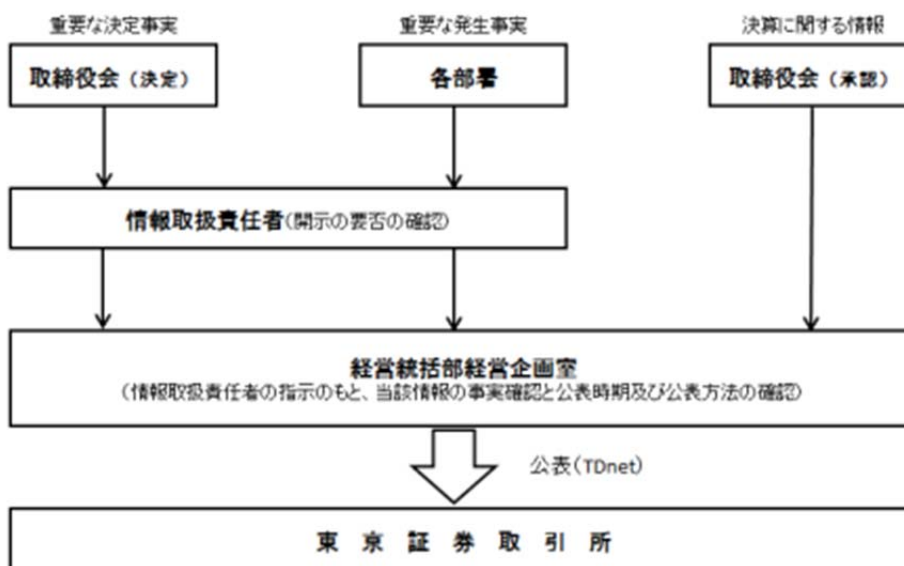 重要な決定事実
重要な発生事実
決算に関する情報
取締役会（決定）
各部署
取締役会（承認）
情報取扱責任者(開示の要否の確認)
経営統括部経営企画室
(情報取扱責任者の指示のもと、当該情報の事実確認と公表時期及び公表方法の確認)
公表(TDnet)
東京証券取引所